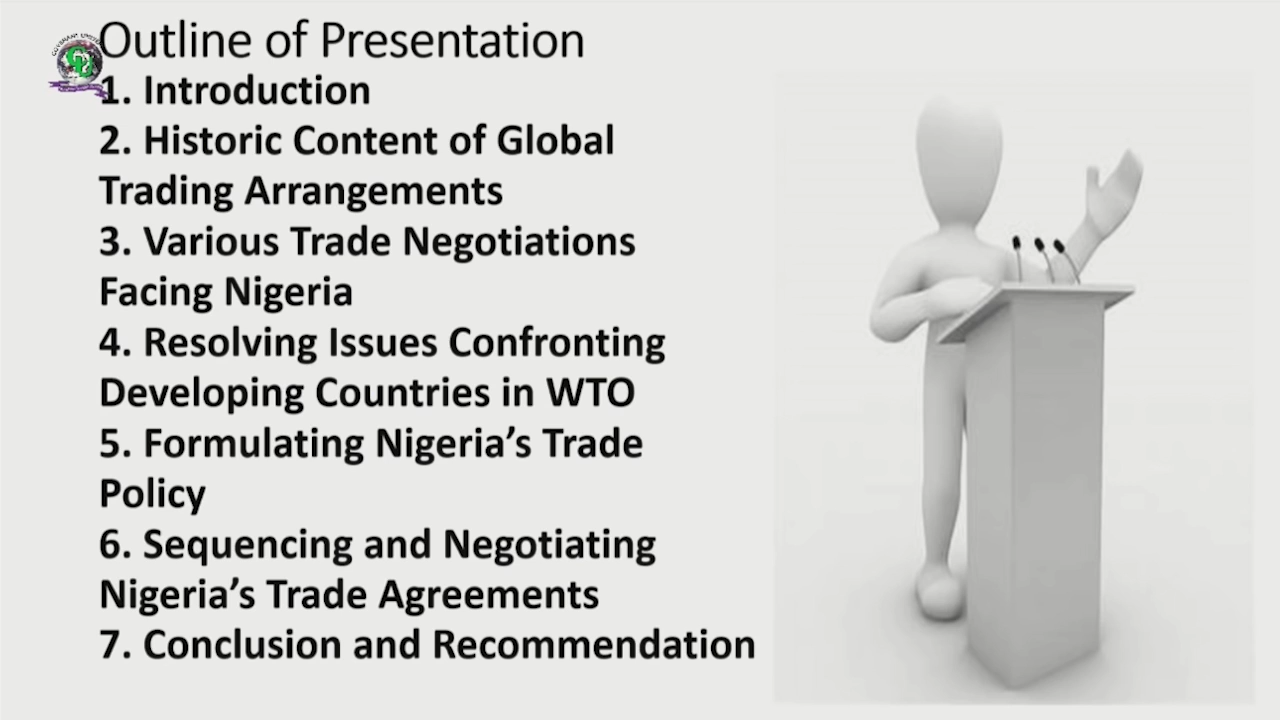 Outline of Presentation
1. Introduction
2. Historic Content of Global
Trading Arrangements
3. Various Trade Negotiations
Facing Nigeria
4. Resolving Issues Confronting
Developing Countries in WTO
5. Formulating Nigeria’s Trade
Policy
6. Sequencing and Negotiating
Nigeria’s Trade Agreements
7. Conclusion and Recommendation